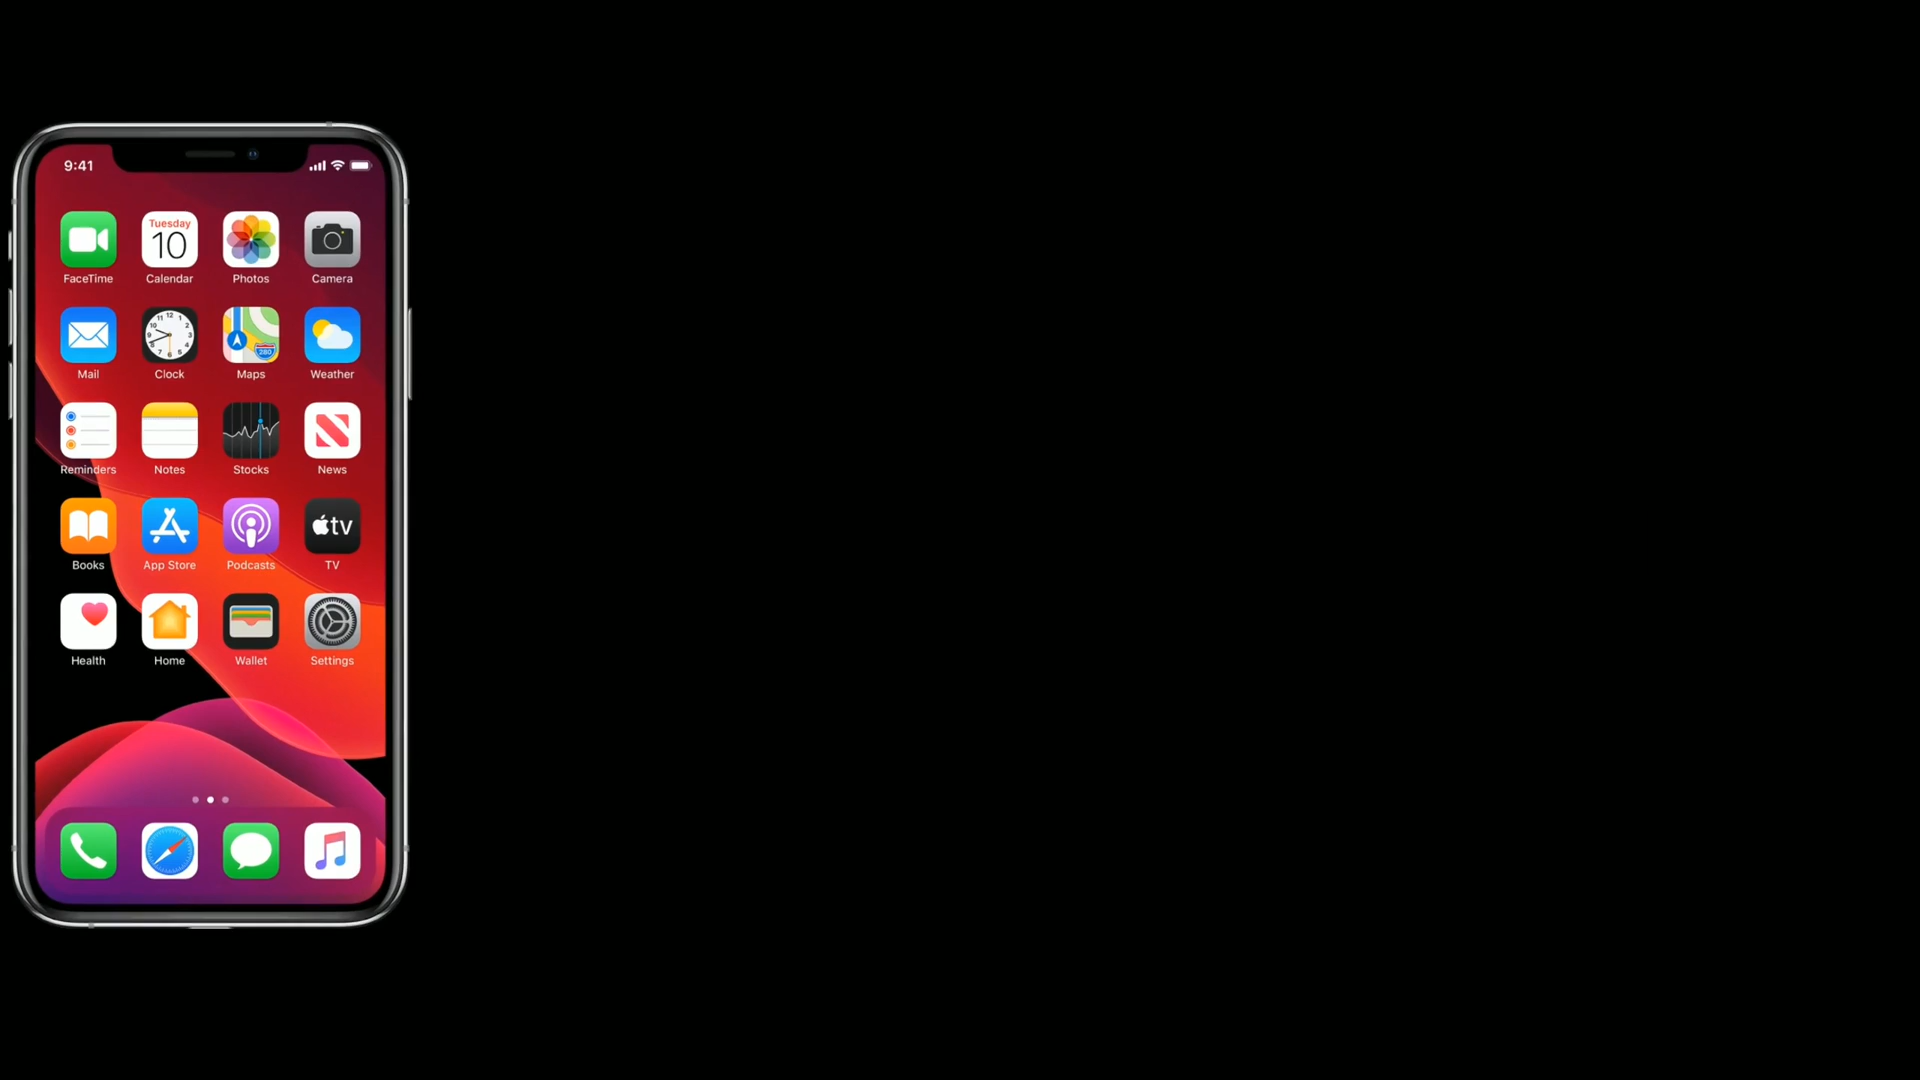 9:41
Tuesday
10
FaceTime Calendar Photos Camera
280
Mail Clock Maps Weather
Reminders Notes Stocks News
tv
Books App Store Podcasts TV
Health Home Wallet Settings